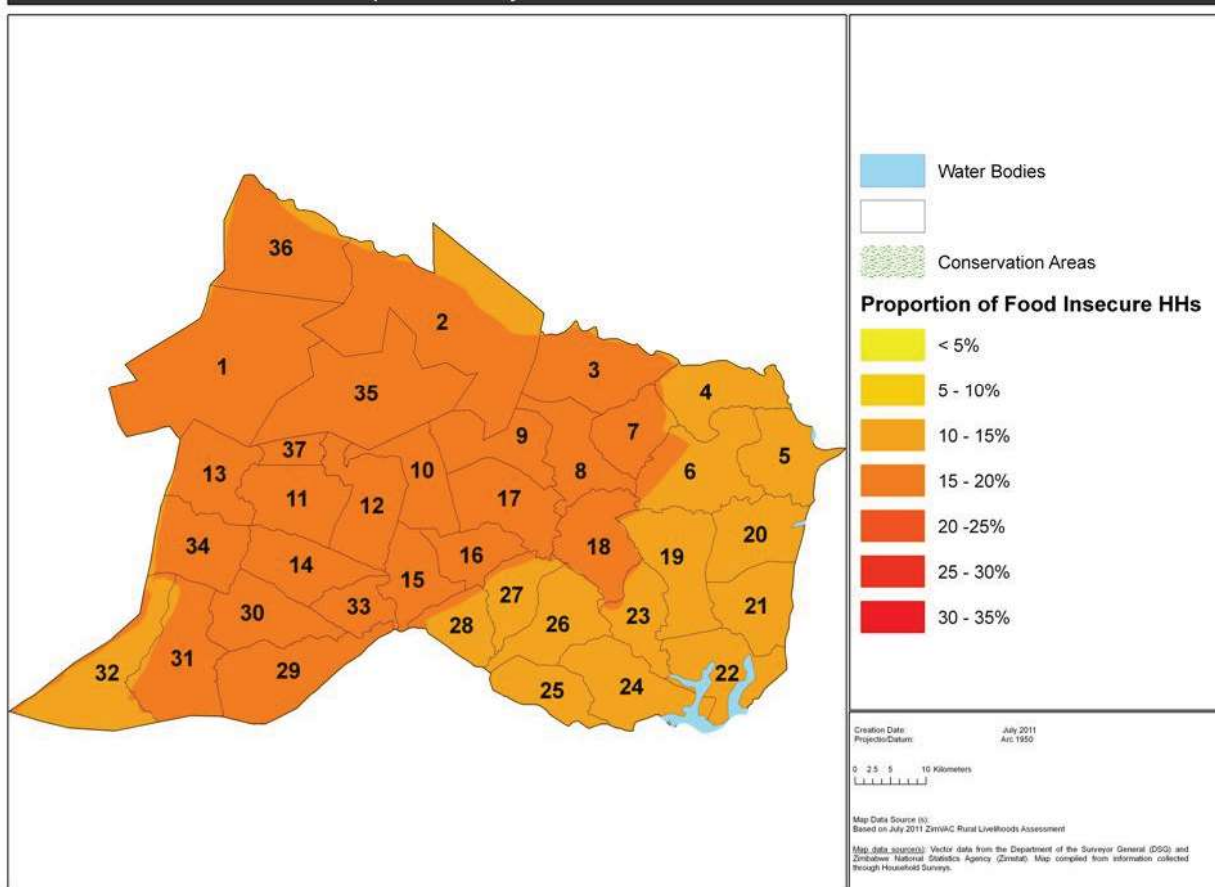 36
2
1
3
4
35
7
9
5
37
8
6
10
13
11
12
17
20
34
18
19
16
14
15
27
21
30
33
23
28
26
31
32
29
22
24
25
Water Bodies
Conservation Areas
Proportion of Food Insecure HHs
< 5%
5 - 10%
10 - 15%
15 - 20%
20 -25%
25 - 30%
30 - 35%
Creation Date: July 2011
Projectio/Datum: Arc 1950
0 2.5 5 10 Kilometers
Map Data Source (s):
Based on July 2011 ZimVAC Rural Livelihoods Assessment
Map data source(s): Vector data from the Department of the Surveyor General (DSG) and
Zimbabwe National Statistics Agency (Zimstat). Map compiled from information collected
through Household Surveys.